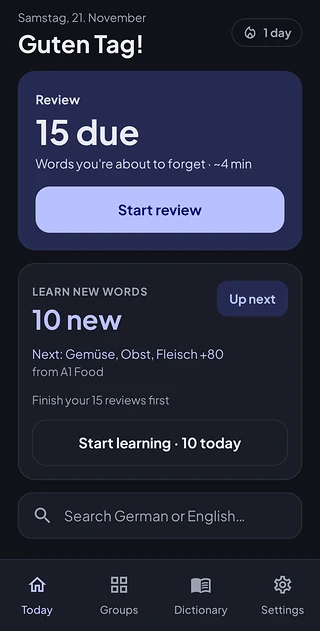 Samstag, 21. November
Guten Tag!
1 day
Review
15 due
Words you're about to forget · ~4 min
Start review
LEARN NEW WORDS
Up next
10 new
Next: Gemüse, Obst, Fleisch +80
from A1 Food
Finish your 15 reviews first
Start learning · 10 today
Search German or English...
Today
Groups
Dictionary
Settings